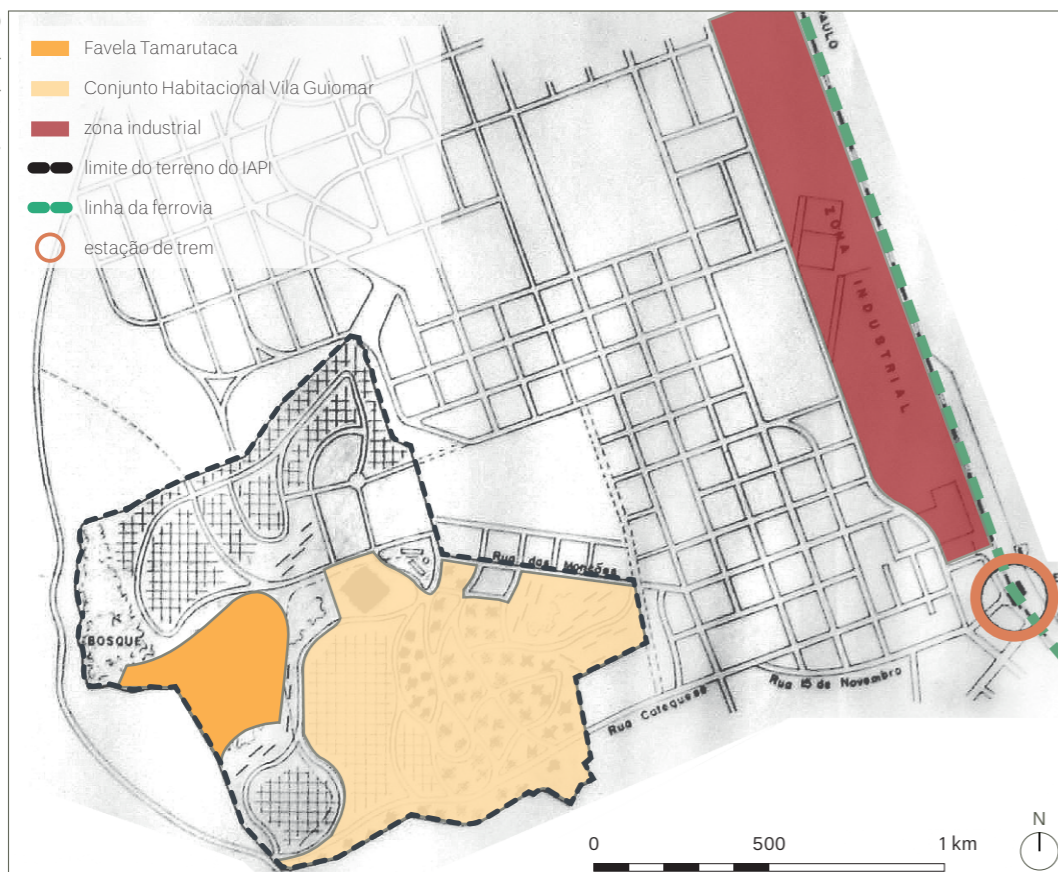 Favela Tamarutaca
Conjunto Habitacional Vila Guiomar
zona industrial
limite do terreno do IAPI
linha da ferrovia
estação de trem
PAULO
ZONA INDUSTRIAL
Rua das Monções
BOSQUE
Rua 15 de Novembro
Rua Catequese
0 500 1 km
N